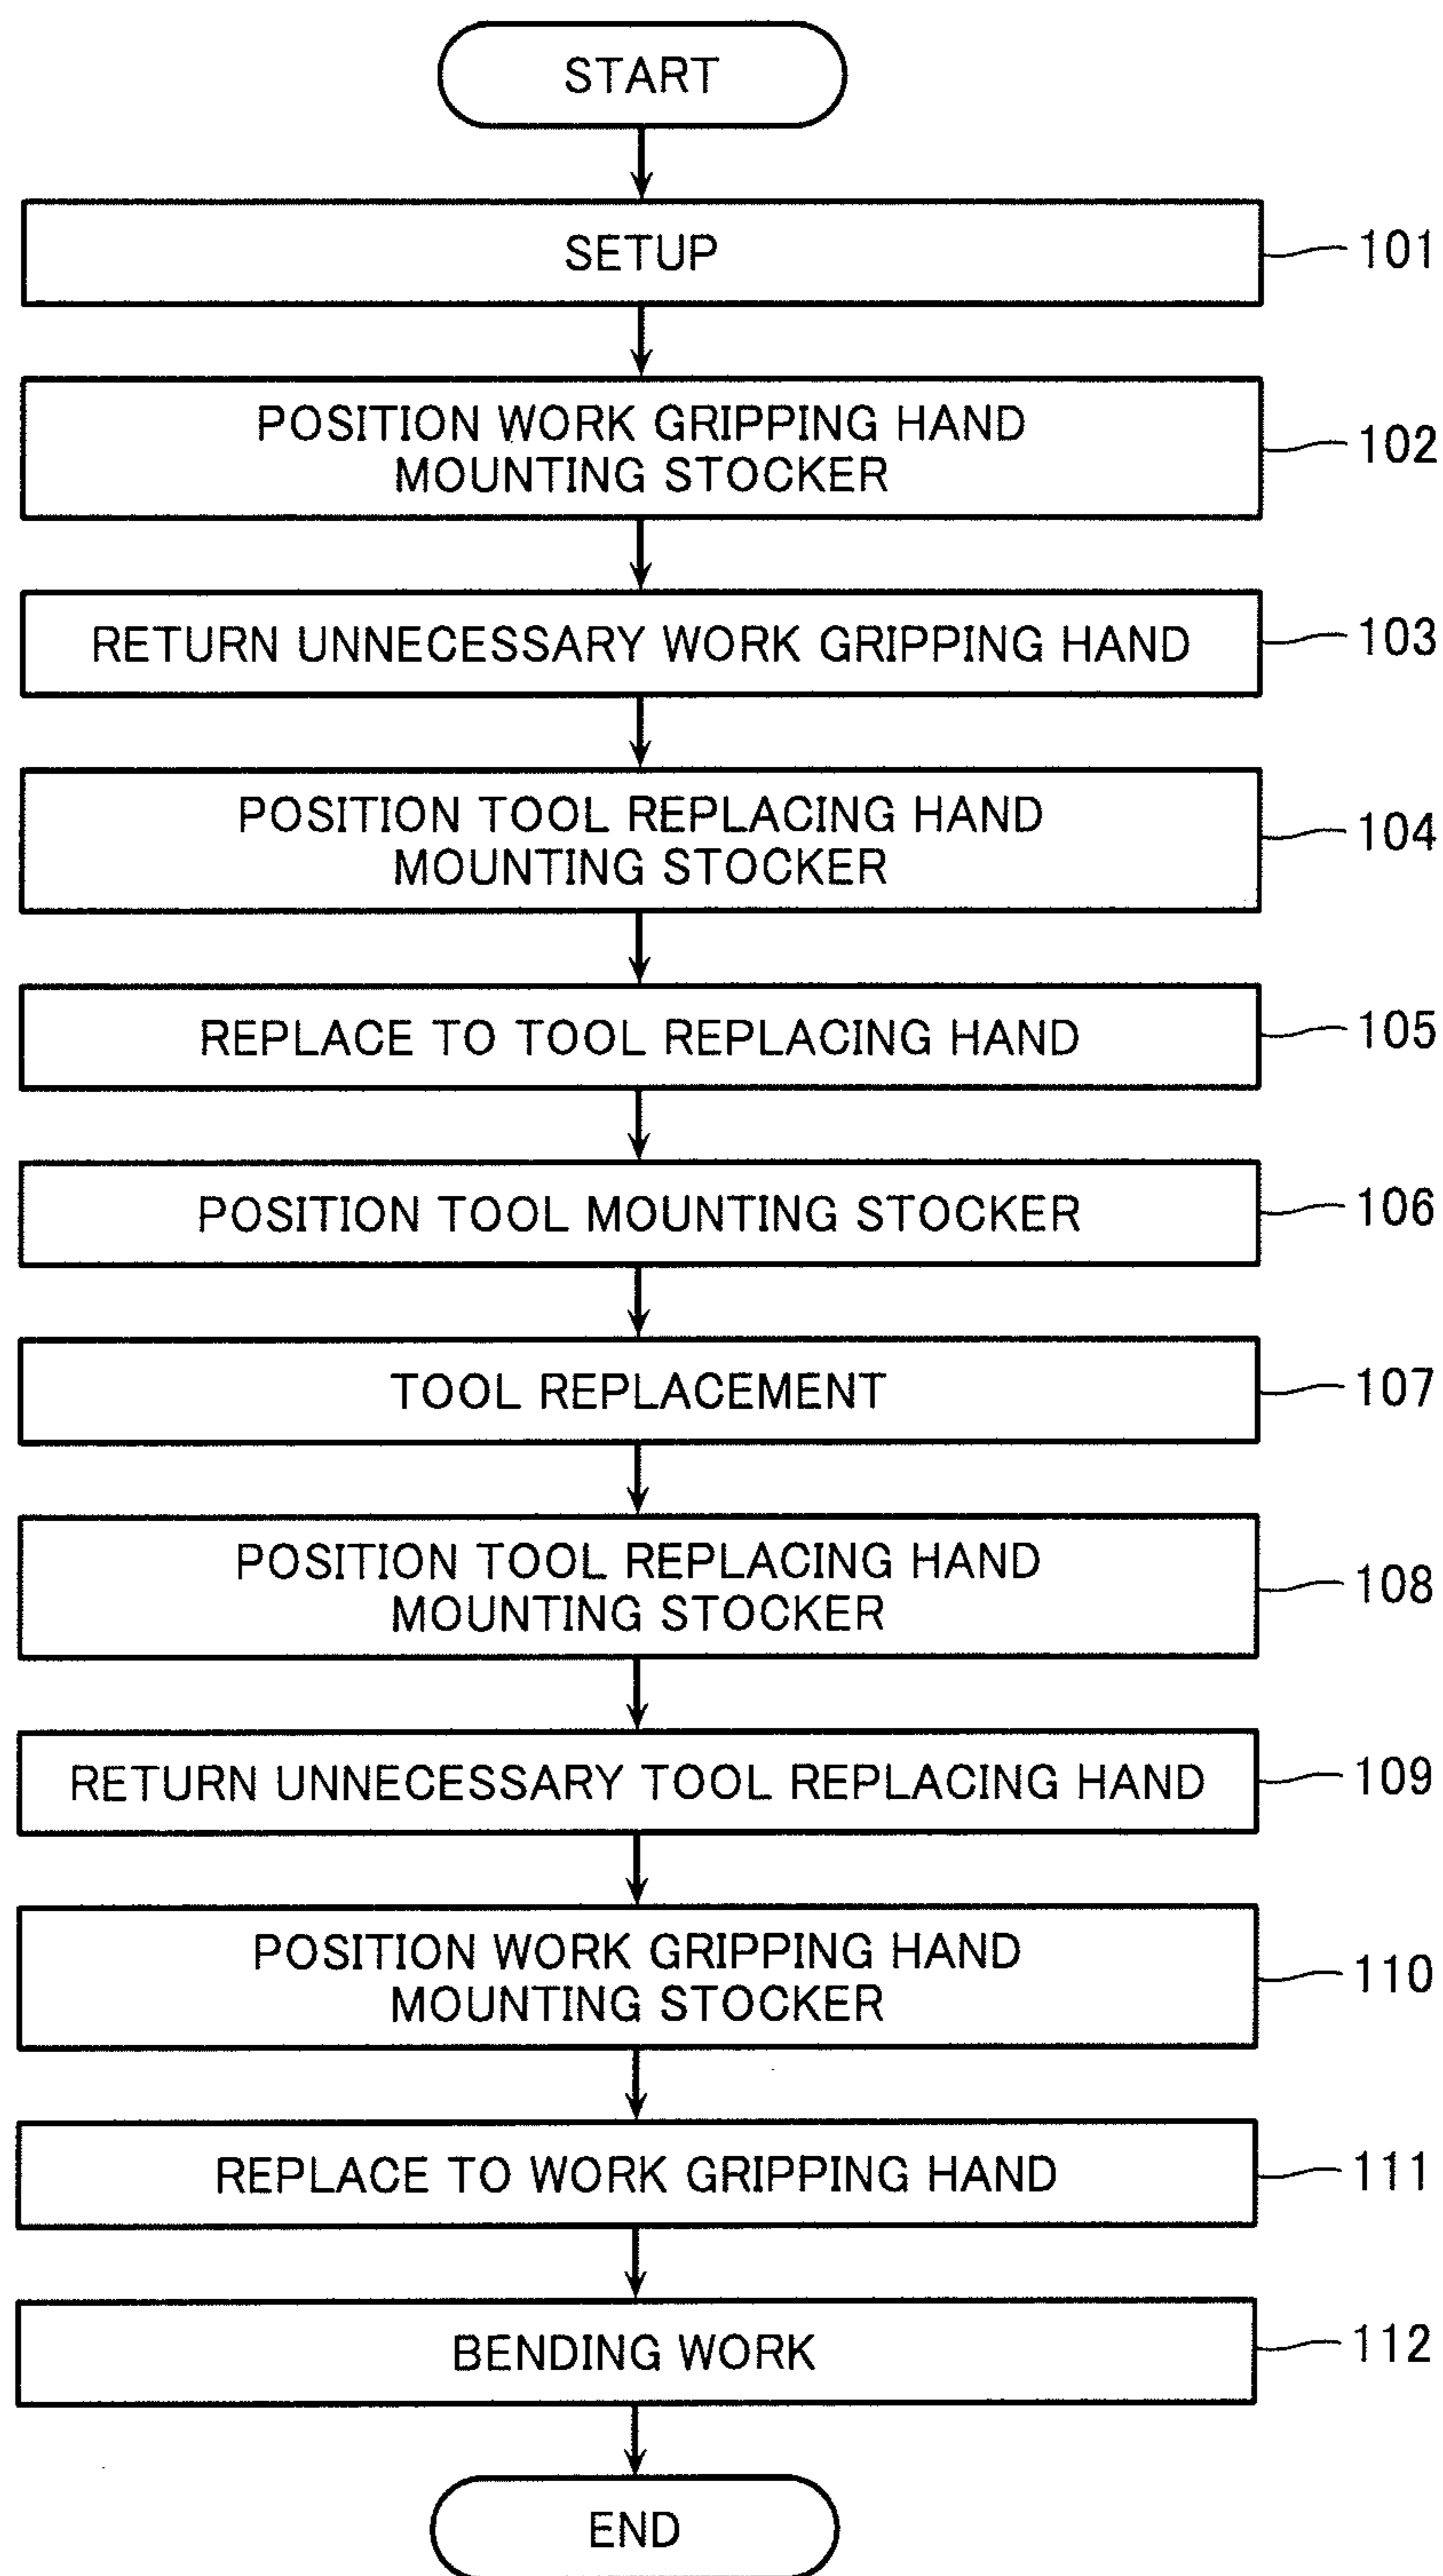 START
SETUP
101
POSITION WORK GRIPPING HAND
MOUNTING STOCKER
102
RETURN UNNECESSARY WORK GRIPPING HAND
103
POSITION TOOL REPLACING HAND
MOUNTING STOCKER
104
REPLACE TO TOOL REPLACING HAND
105
POSITION TOOL MOUNTING STOCKER
106
TOOL REPLACEMENT
107
POSITION TOOL REPLACING HAND
MOUNTING STOCKER
108
RETURN UNNECESSARY TOOL REPLACING HAND
109
POSITION WORK GRIPPING HAND
MOUNTING STOCKER
110
REPLACE TO WORK GRIPPING HAND
111
BENDING WORK
112
END